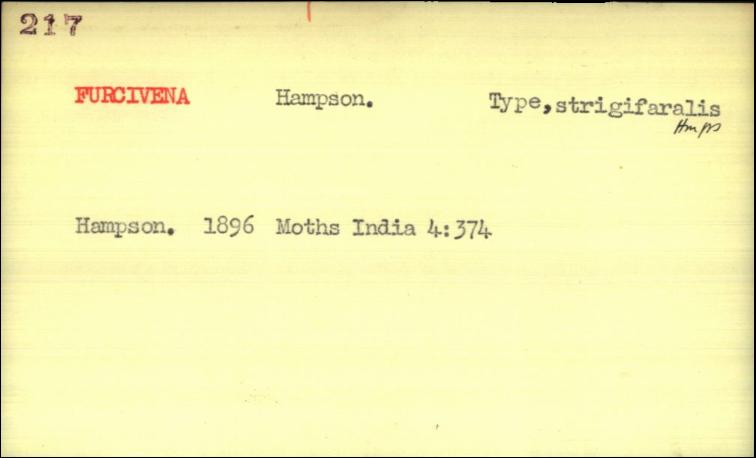 217
FURCIVENA Hampson. Type,strigifaralis
Hmps
Hampson. 1896 Moths India 4:374